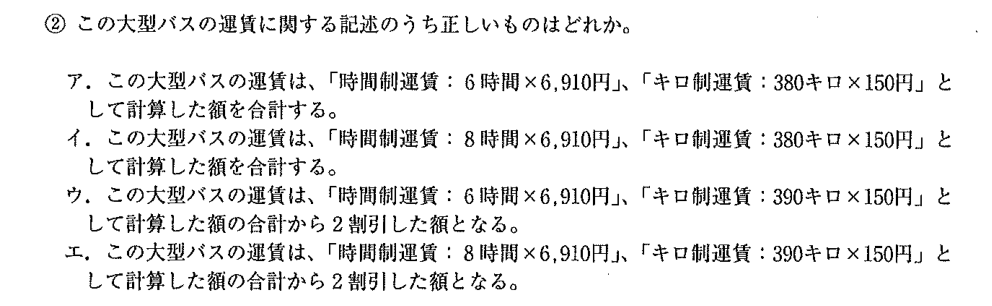 ② この大型バスの運賃に関する記述のうち正しいものはどれか。
ア．この大型バスの運賃は、「時間制運賃：6時間×6,910円」、「キロ制運賃：380キロ×150円」と
して計算した額を合計する。
イ．この大型バスの運賃は、「時間制運賃：8時間×6,910円」、「キロ制運賃：380キロ×150円」と
して計算した額を合計する。
ウ．この大型バスの運賃は、「時間制運賃：6時間×6,910円」、「キロ制運賃：390キロ×150円」と
して計算した額の合計から2割引した額となる。
エ．この大型バスの運賃は、「時間制運賃：8時間×6,910円」、「キロ制運賃：390キロ×150円」と
して計算した額の合計から2割引した額となる。